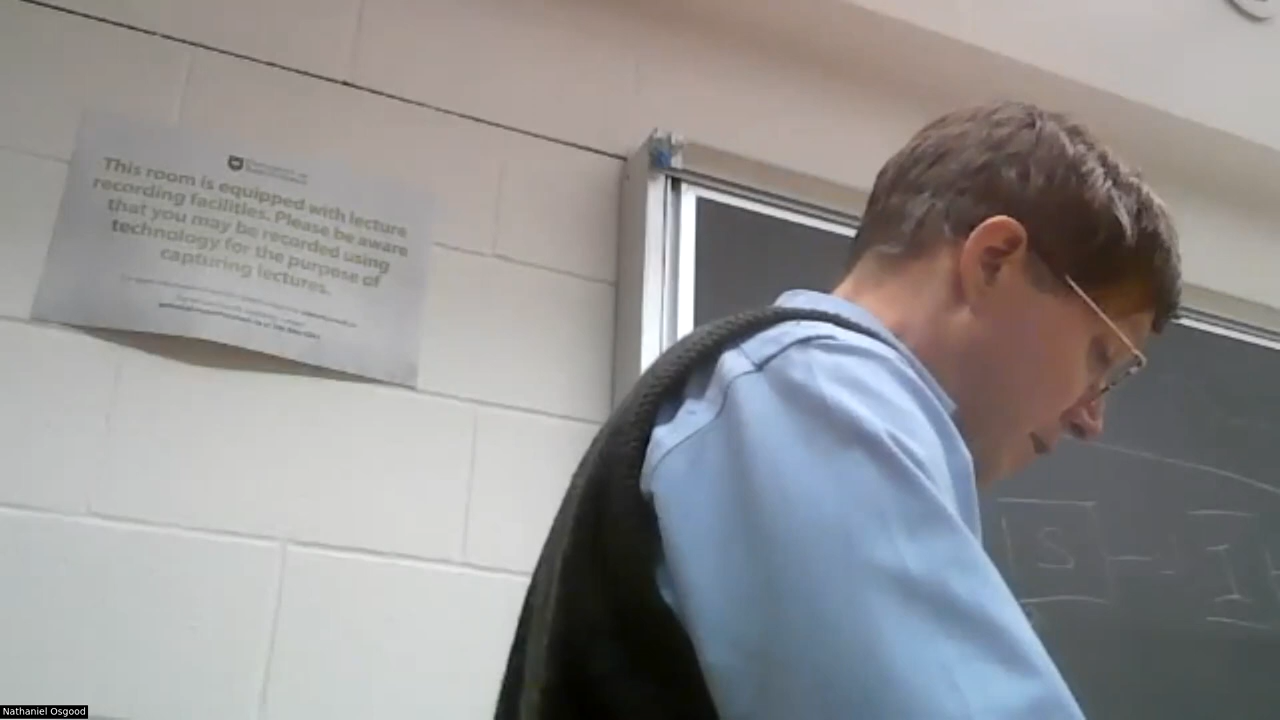 This room is equipped with lecture
recording facilities. Please be aware
that you may be recorded using
technology for the purpose of
capturing lectures.
S
I
Nathaniel Osgood